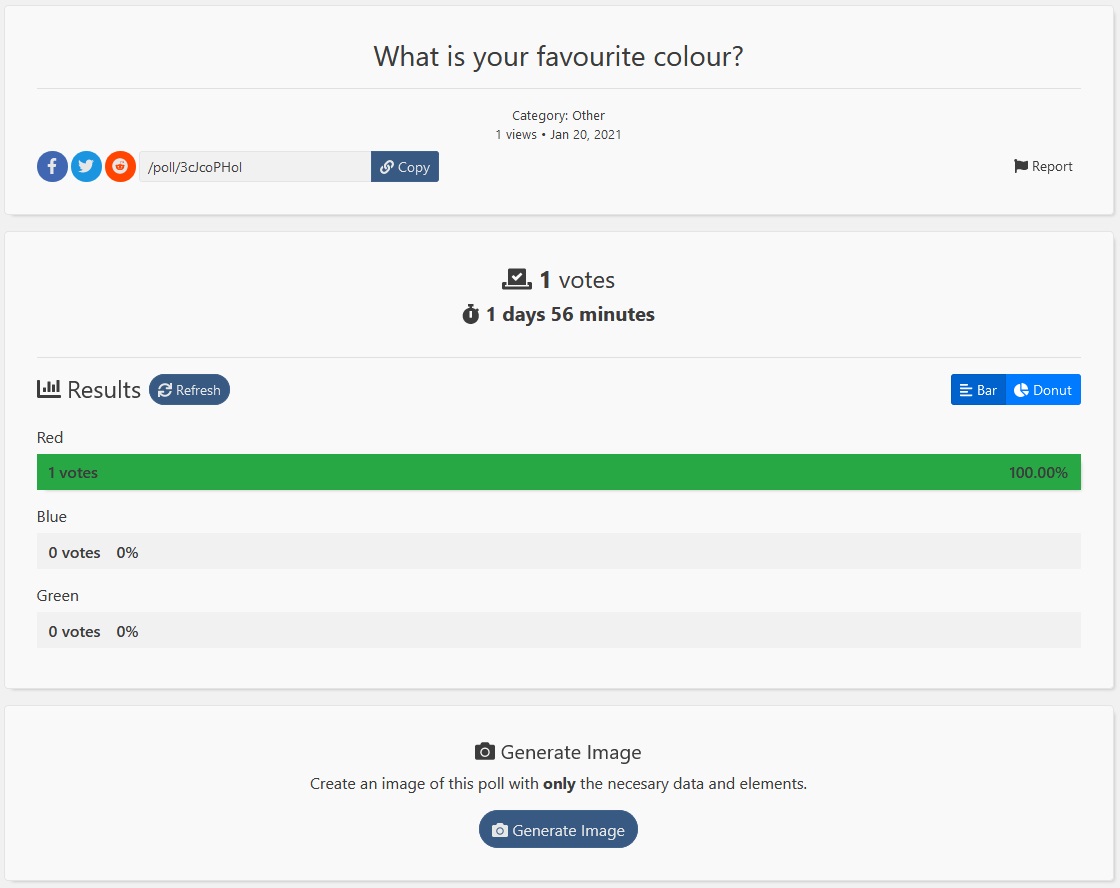 What is your favourite colour?
Category: Other
1 views • Jan 20, 2021
/poll/3cJcoPHol
Copy
Report
1 votes
1 days 56 minutes
Results
Refresh
Bar
Donut
Red
1 votes 100.00%
Blue
0 votes 0%
Green
0 votes 0%
Generate Image
Create an image of this poll with only the necesary data and elements.
Generate Image